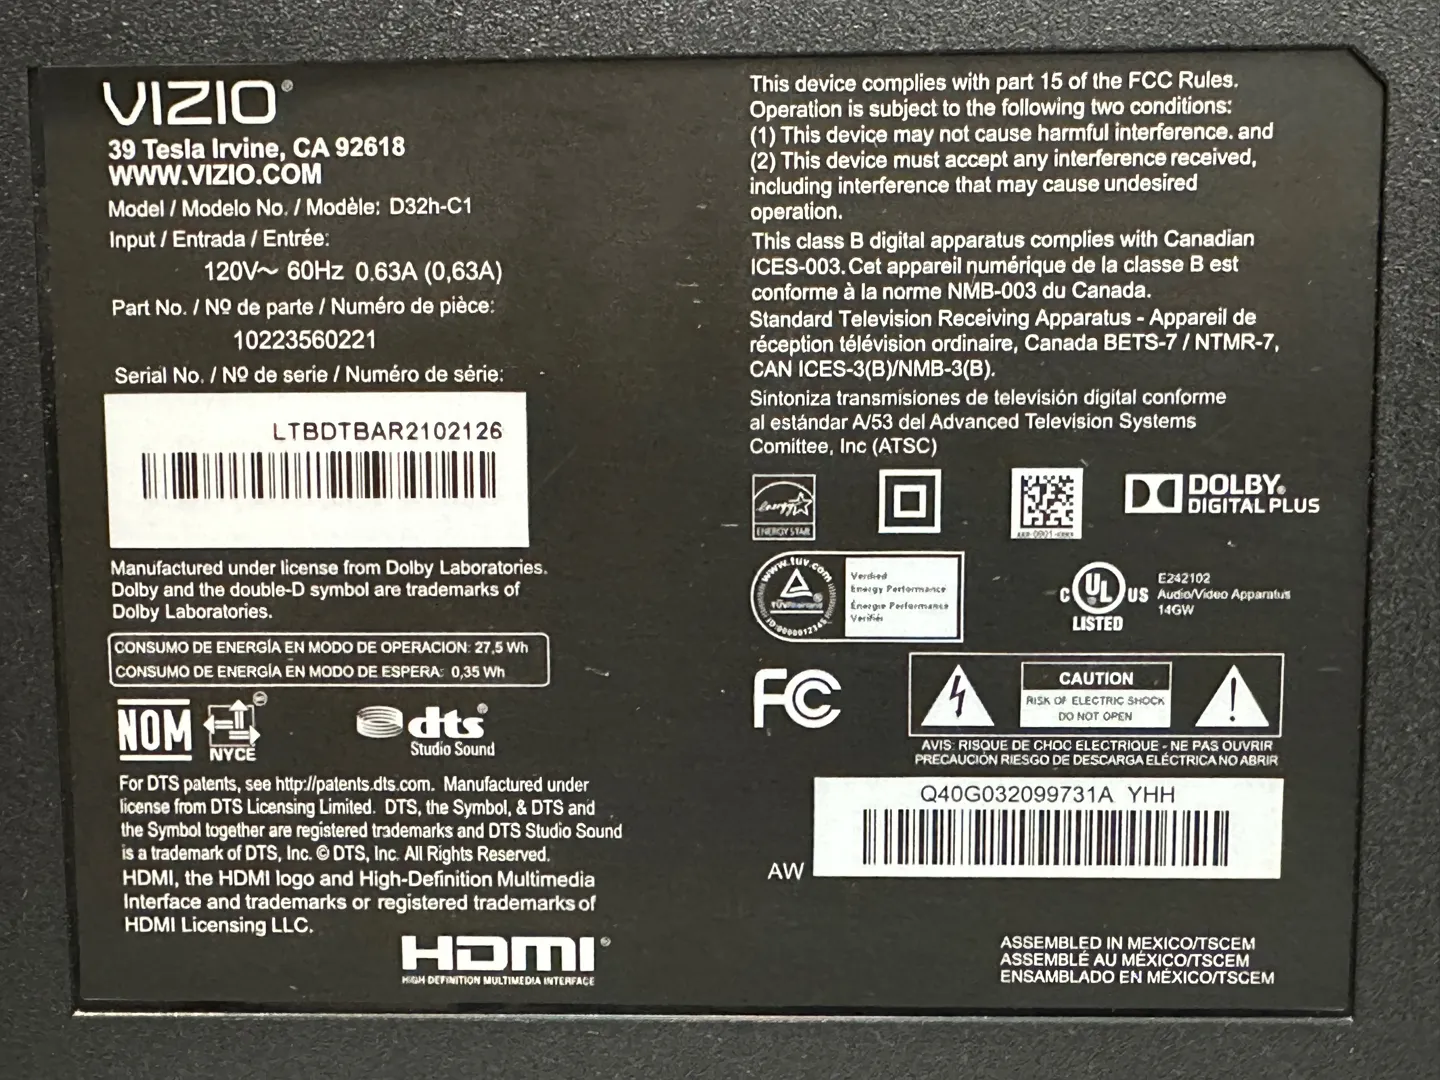 VIZIO®
39 Tesla Irvine, CA 92618
WWW.VIZIO.COM
Model / Modelo No. / Modèle: D32h-C1
Input / Entrada / Entrée:
120V~ 60Hz 0.63A (0,63A)
Part No. / Nº de parte / Numéro de pièce:
10223560221
Serial No. / Nº de serie / Numéro de série:
LTBDTBAR2102126
Manufactured under license from Dolby Laboratories.
Dolby and the double-D symbol are trademarks of
Dolby Laboratories.
CONSUMO DE ENERGÍA EN MODO DE OPERACION: 27,5 Wh
CONSUMO DE ENERGÍA EN MODO DE ESPERA: 0,35 Wh
NOM
NYCE
dts®
Studio Sound
For DTS patents, see http://patents.dts.com. Manufactured under
license from DTS Licensing Limited. DTS, the Symbol, & DTS and
the Symbol together are registered trademarks and DTS Studio Sound
is a trademark of DTS, Inc. © DTS, Inc. All Rights Reserved.
HDMI, the HDMI logo and High-Definition Multimedia
Interface and trademarks or registered trademarks of
HDMI Licensing LLC.
HDMI®
HIGH-DEFINITION MULTIMEDIA INTERFACE
This device complies with part 15 of the FCC Rules.
Operation is subject to the following two conditions:
(1) This device may not cause harmful interference. and
(2) This device must accept any interference received,
including interference that may cause undesired
operation.
This class B digital apparatus complies with Canadian
ICES-003. Cet appareil numérique de la classe B est
conforme à la norme NMB-003 du Canada.
Standard Television Receiving Apparatus - Appareil de
réception télévision ordinaire, Canada BETS-7 / NTMR-7,
CAN ICES-3(B)/NMB-3(B).
Sintoniza transmisiones de televisión digital conforme
al estándar A/53 del Advanced Television Systems
Comittee, Inc (ATSC)
energy
ENERGY STAR
DOLBY®
DIGITAL PLUS
www.tuv.com
TÜVRheinland
ID:0000012345
Verified
Energy Performance
Énergie Performance
Verifiée
C UL US
LISTED
E242102
Audio/Video Apparatus
14GW
FC
CAUTION
RISK OF ELECTRIC SHOCK
DO NOT OPEN
AVIS: RISQUE DE CHOC ELECTRIQUE - NE PAS OUVRIR
PRECAUCIÓN RIESGO DE DESCARGA ELÉCTRICA NO ABRIR
Q40G032099731A YHH
AW
ASSEMBLED IN MEXICO/TSCEM
ASSEMBLÉ AU MÉXICO/TSCEM
ENSAMBLADO EN MÉXICO/TSCEM